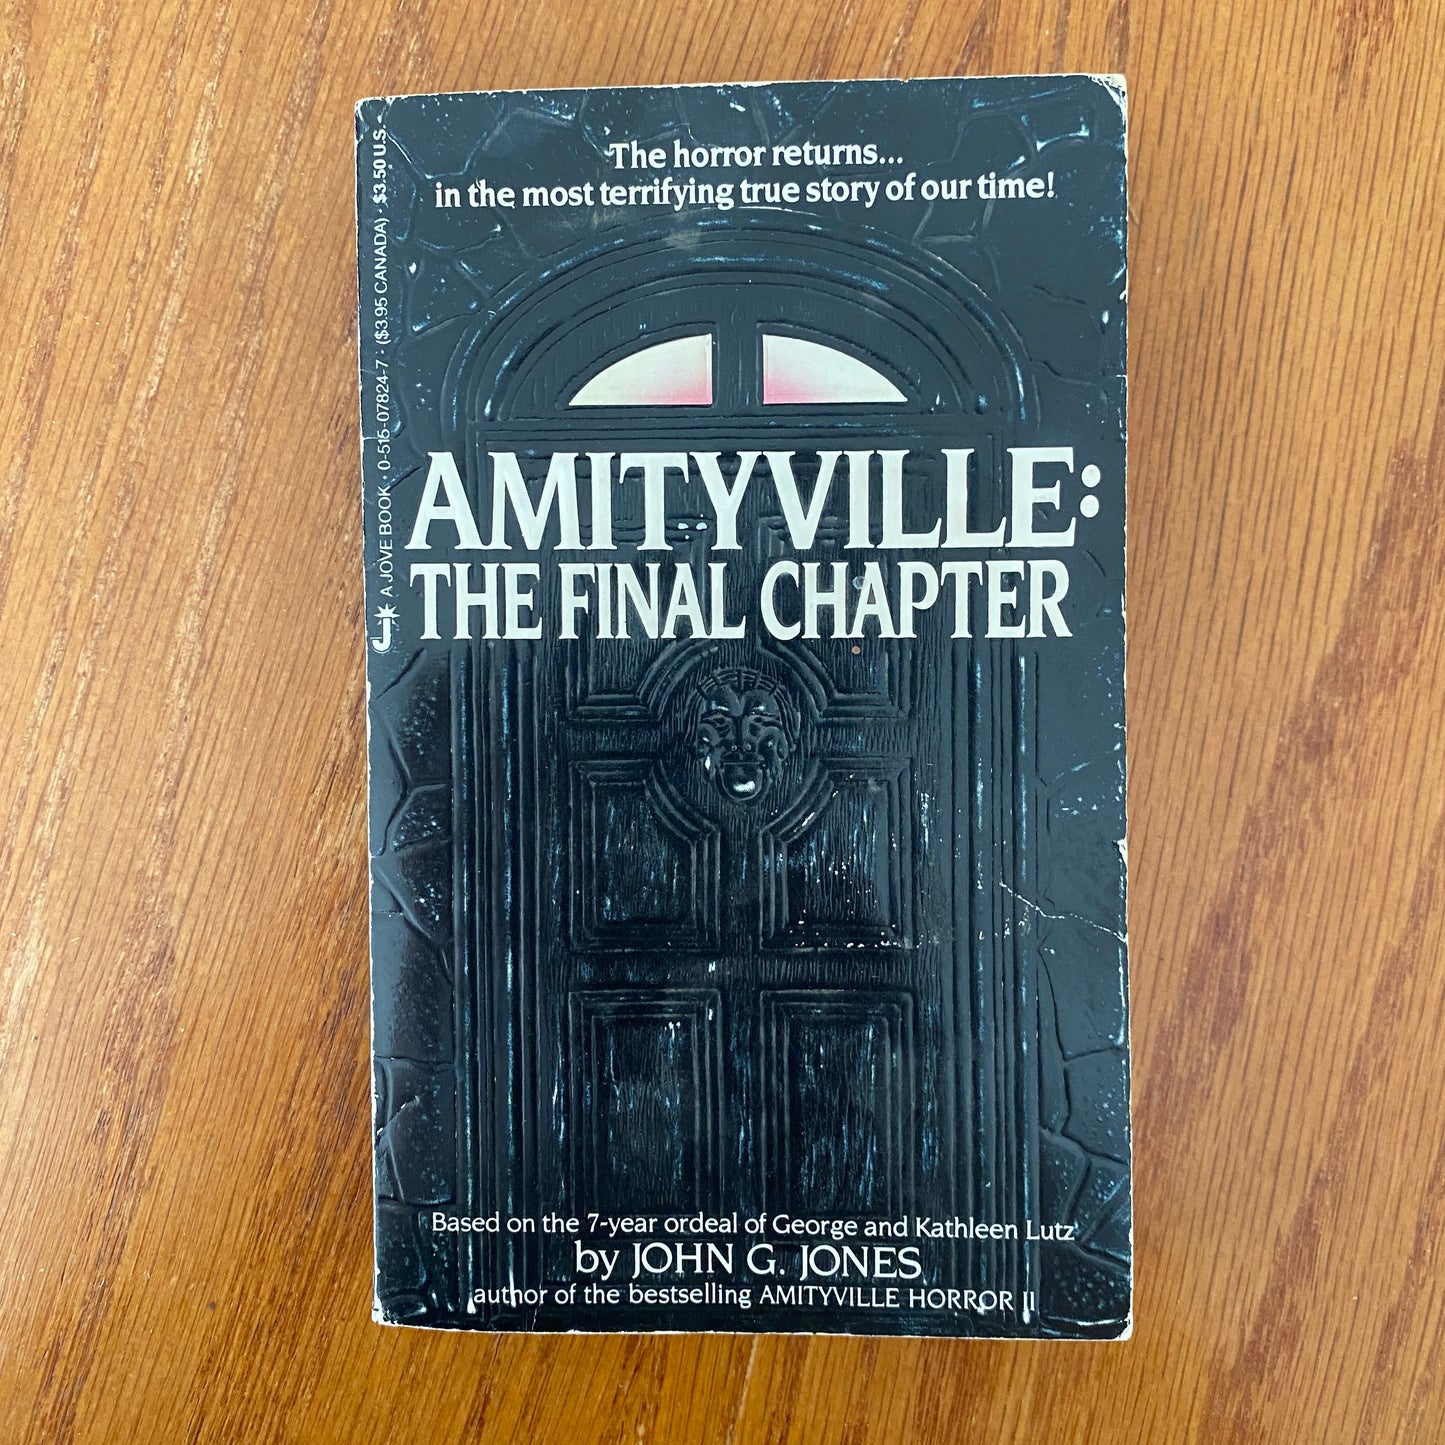 The horror returns...
in the most terrifying true story of our time!
AMITYVILLE:
THE FINAL CHAPTER
Based on the 7-year ordeal of George and Kathleen Lutz
by JOHN G. JONES
author of the bestselling AMITYVILLE HORROR II
J A JOVE BOOK · 0-515-07824-7 · ($3.95 CANADA) · $3.50 U.S.